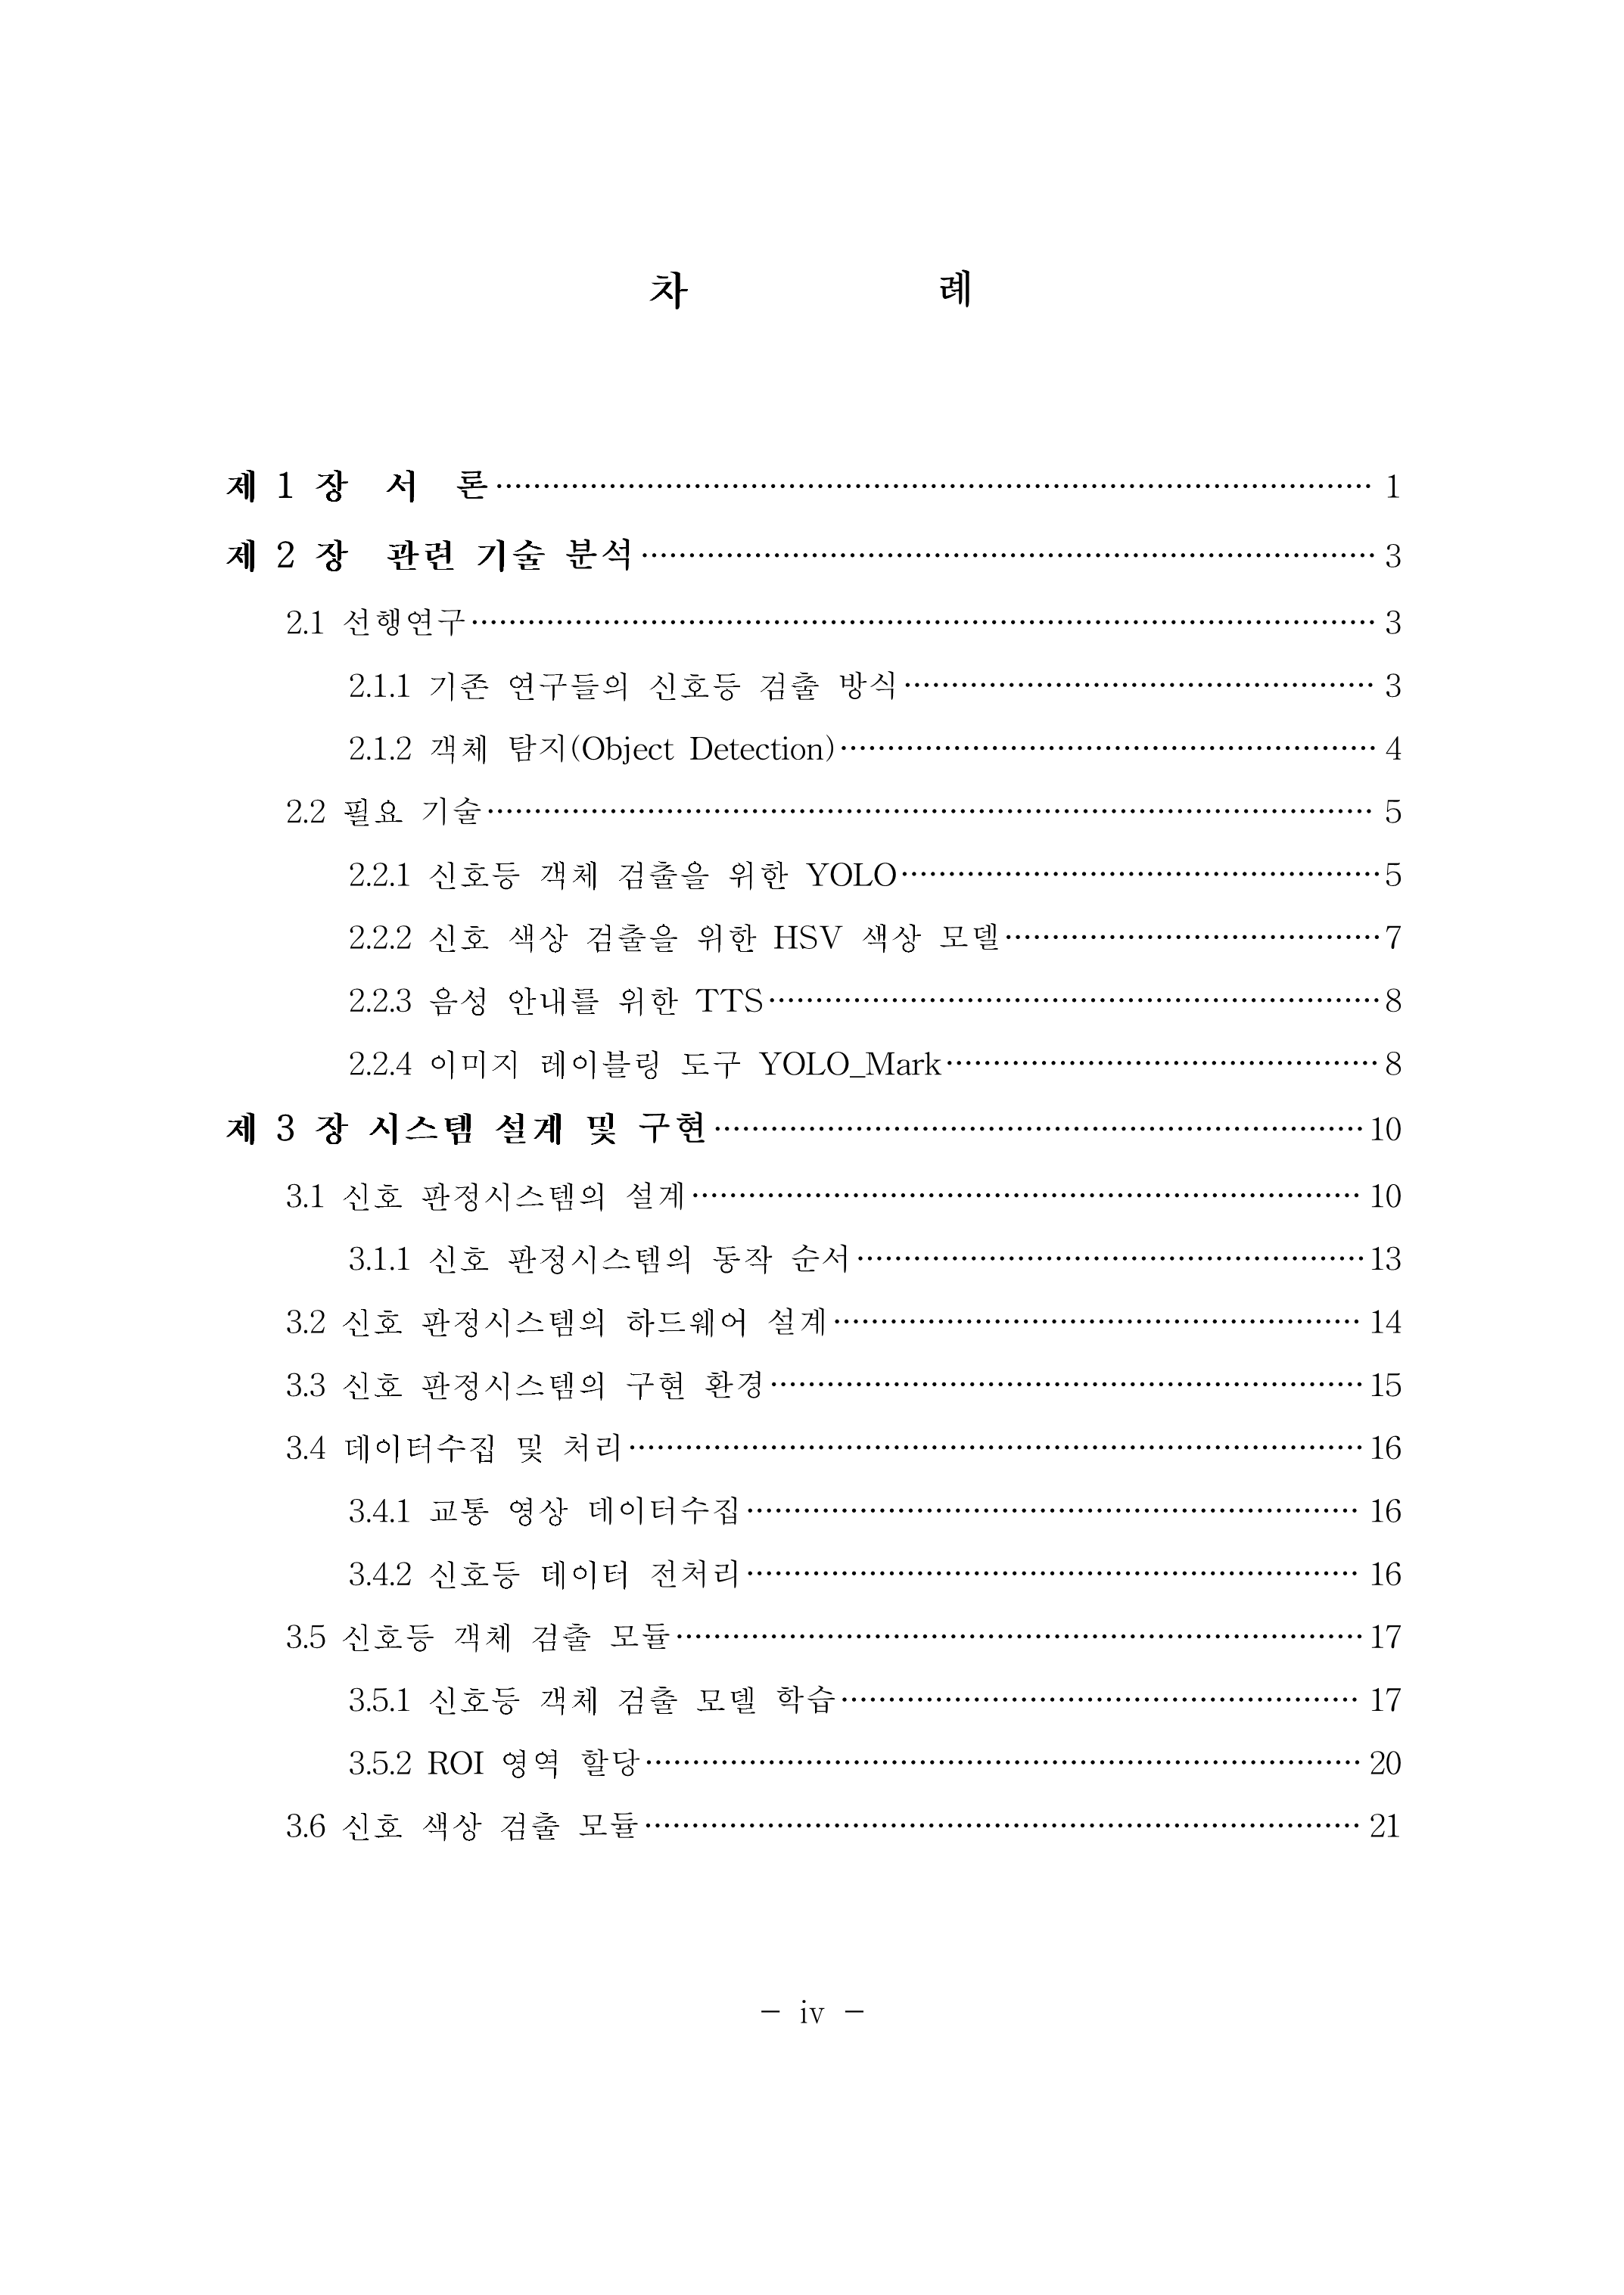 차 례
제 1 장 서 론 ························ 1
제 2 장 관련 기술 분석 ························ 3
2.1 선행연구 ························ 3
2.1.1 기존 연구들의 신호등 검출 방식 ························ 3
2.1.2 객체 탐지(Object Detection) ························ 4
2.2 필요 기술 ························ 5
2.2.1 신호등 객체 검출을 위한 YOLO ························ 5
2.2.2 신호 색상 검출을 위한 HSV 색상 모델 ························ 7
2.2.3 음성 안내를 위한 TTS ························ 8
2.2.4 이미지 레이블링 도구 YOLO_Mark ························ 8
제 3 장 시스템 설계 및 구현 ························ 10
3.1 신호 판정시스템의 설계 ························ 10
3.1.1 신호 판정시스템의 동작 순서 ························ 13
3.2 신호 판정시스템의 하드웨어 설계 ························ 14
3.3 신호 판정시스템의 구현 환경 ························ 15
3.4 데이터수집 및 처리 ························ 16
3.4.1 교통 영상 데이터수집 ························ 16
3.4.2 신호등 데이터 전처리 ························ 16
3.5 신호등 객체 검출 모듈 ························ 17
3.5.1 신호등 객체 검출 모델 학습 ························ 17
3.5.2 ROI 영역 할당 ························ 20
3.6 신호 색상 검출 모듈 ························ 21
- iv -